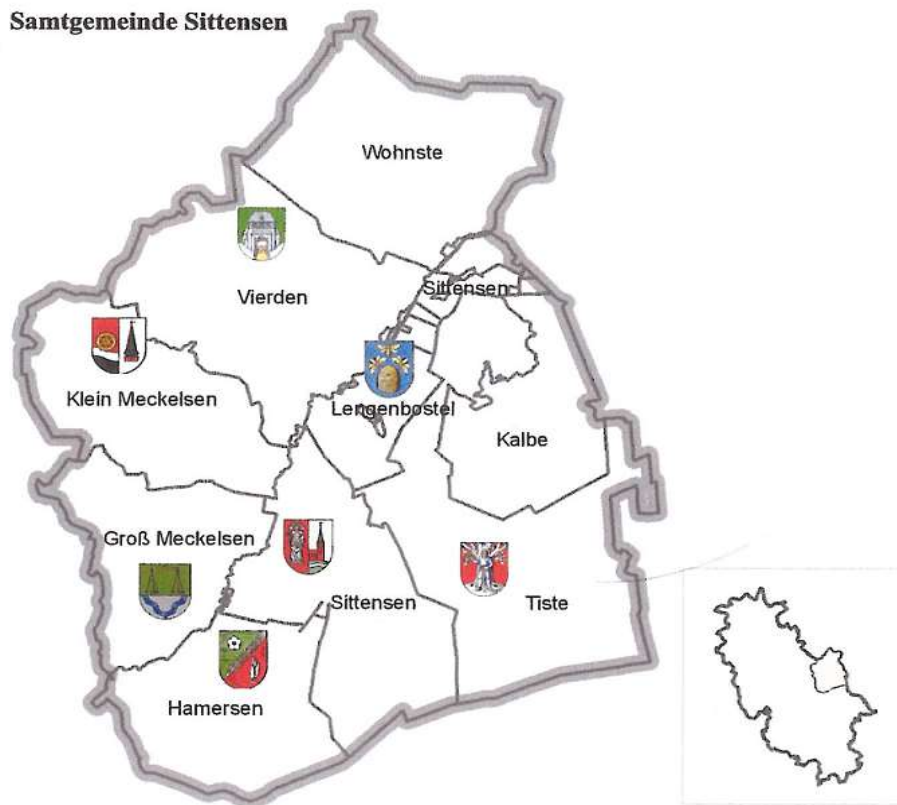 Samtgemeinde Sittensen
Wohnste
Sittensen
Vierden
Klein Meckelsen
Lengenbostel
Kalbe
Groß Meckelsen
Sittensen
Tiste
Hamersen